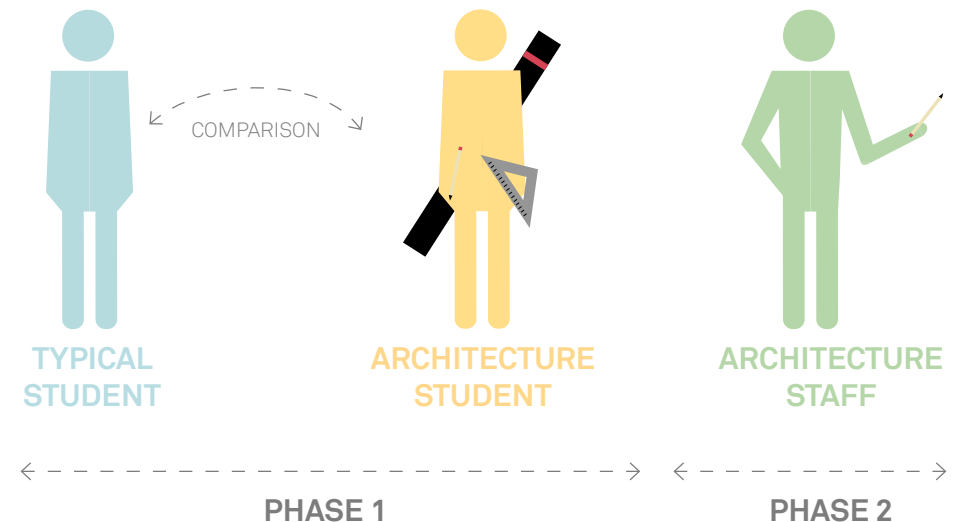 COMPARISON
TYPICAL
STUDENT
ARCHITECTURE
STUDENT
ARCHITECTURE
STAFF
PHASE 1
PHASE 2